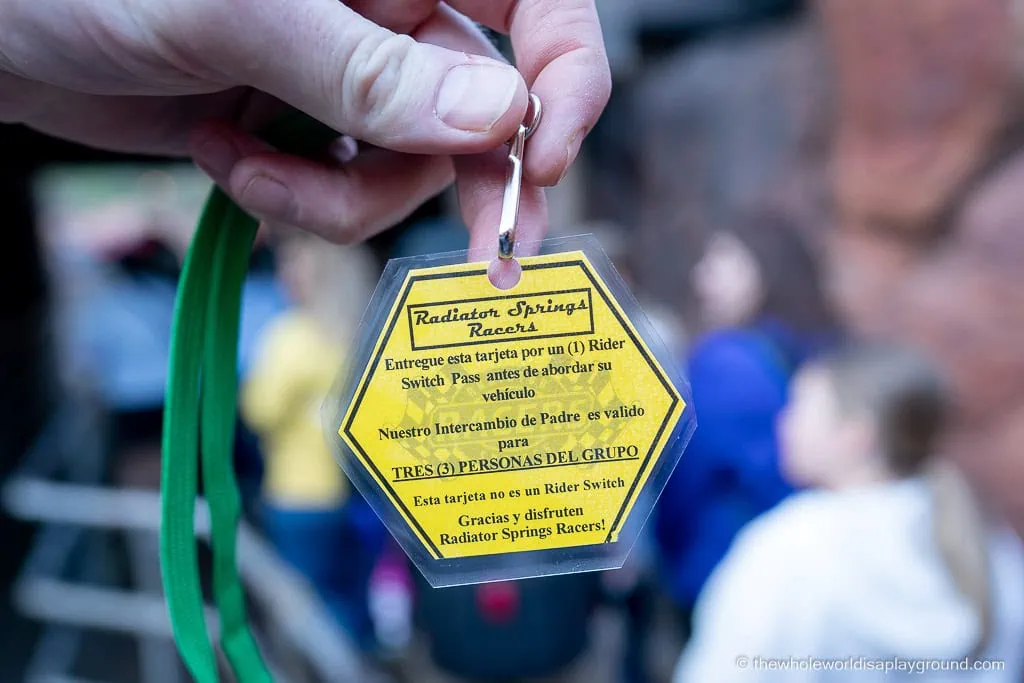 Radiator Springs
Racers
Entregue esta tarjeta por un (1) Rider
Switch Pass antes de abordar su
vehículo
Nuestro Intercambio de Padre es valido
para
TRES (3) PERSONAS DEL GRUPO
Esta tarjeta no es un Rider Switch
Gracias y disfruten
Radiator Springs Racers!
© thewholeworldisaplayground.com